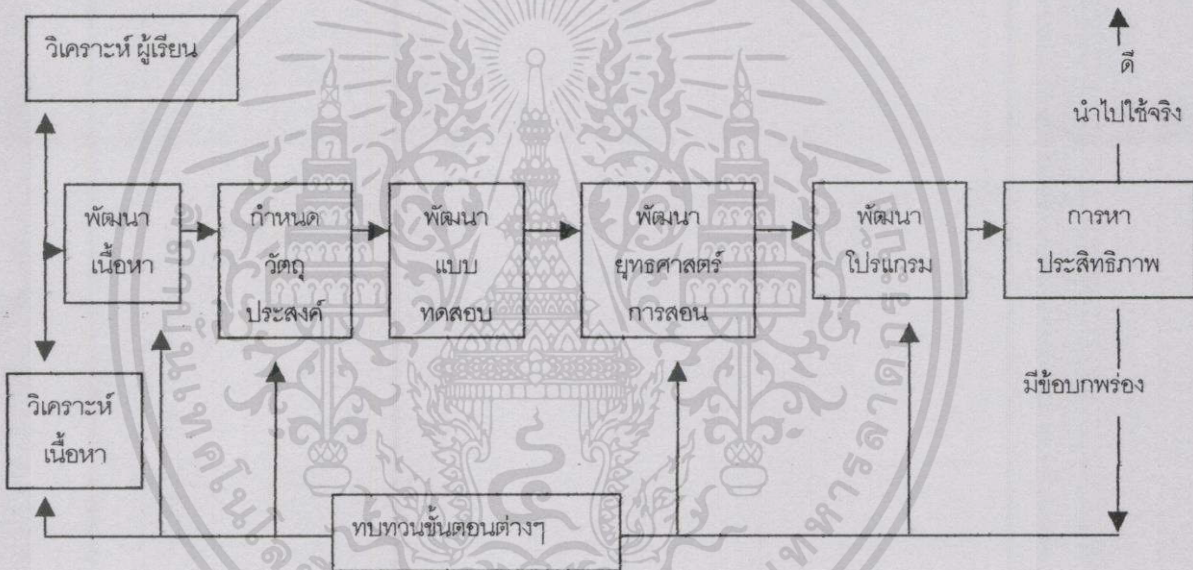 วิเคราะห์ ผู้เรียน
ดี
นำไปใช้จริง
พัฒนา
เนื้อหา
กำหนด
วัตถุ
ประสงค์
พัฒนา
แบบ
ทดสอบ
พัฒนา
ยุทธศาสตร์
การสอน
พัฒนา
โปรแกรม
การหา
ประสิทธิภาพ
มีข้อบกพร่อง
วิเคราะห์
เนื้อหา
ทบทวนขั้นตอนต่างๆ